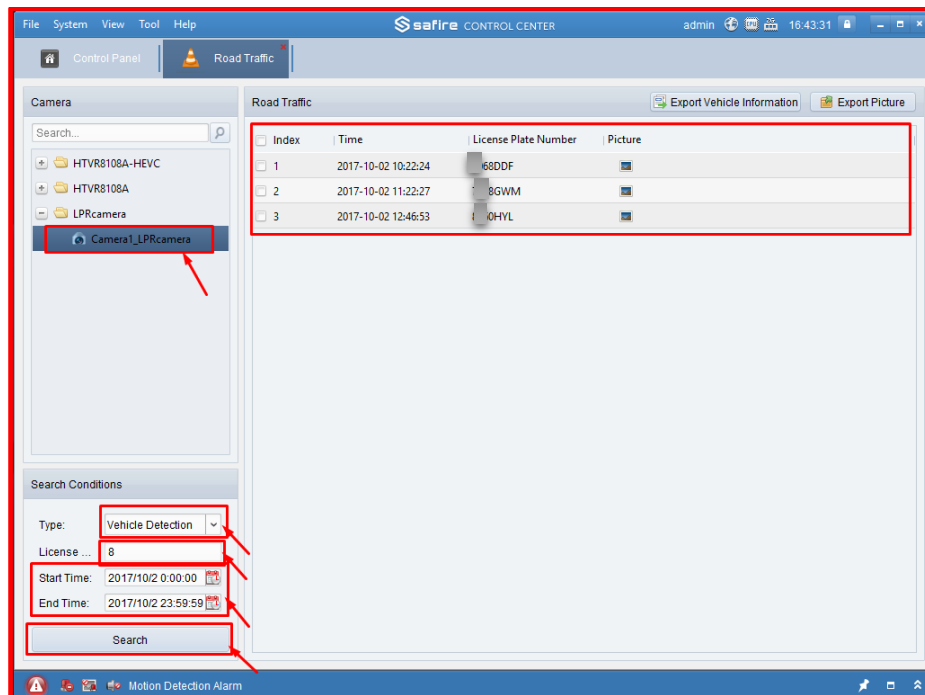 File System View Tool Help safire CONTROL CENTER admin CPU 16:43:31
Control Panel Road Traffic
Camera
Search...
HTVR8108A-HEVC
HTVR8108A
LPRcamera
Camera1_LPRcamera
Road Traffic Export Vehicle Information Export Picture
Index Time License Plate Number Picture
1 2017-10-02 10:22:24 68DDF
2 2017-10-02 11:22:27 8GWM
3 2017-10-02 12:46:53 0HYL
Search Conditions
Type: Vehicle Detection
License ... 8
Start Time: 2017/10/2 0:00:00
End Time: 2017/10/2 23:59:59
Search
Motion Detection Alarm